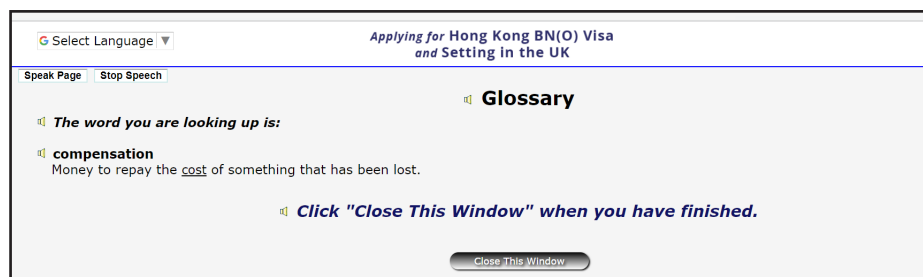 Select Language ▼
Applying for Hong Kong BN(O) Visa
and Setting in the UK
Speak Page Stop Speech
Glossary
The word you are looking up is:
compensation
Money to repay the cost of something that has been lost.
Click "Close This Window" when you have finished.
Close This Window